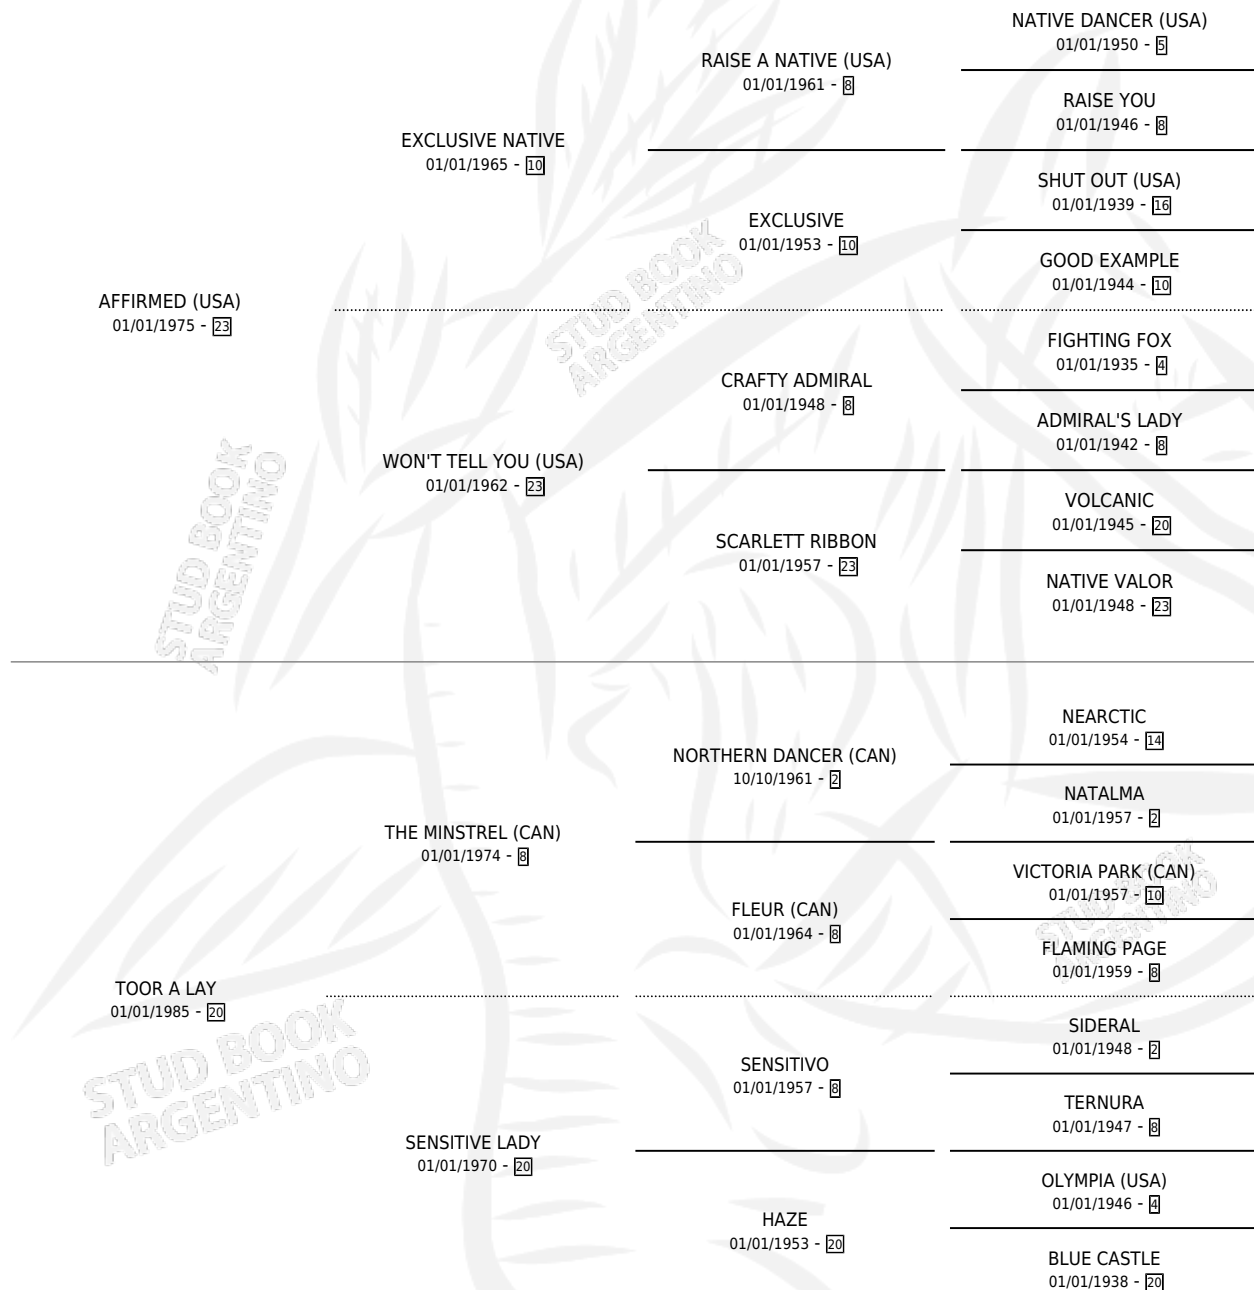 NATIVE DANCER (USA)
01/01/1950 - 5
RAISE A NATIVE (USA)
01/01/1961 - 8
RAISE YOU
01/01/1946 - 8
EXCLUSIVE NATIVE
01/01/1965 - 10
SHUT OUT (USA)
01/01/1939 - 16
EXCLUSIVE
01/01/1953 - 10
GOOD EXAMPLE
01/01/1944 - 10
AFFIRMED (USA)
01/01/1975 - 23
STUD BOOK
ARGENTINO
FIGHTING FOX
01/01/1935 - 4
CRAFTY ADMIRAL
01/01/1948 - 8
ADMIRAL'S LADY
01/01/1942 - 8
WON'T TELL YOU (USA)
01/01/1962 - 23
VOLCANIC
01/01/1945 - 20
SCARLETT RIBBON
01/01/1957 - 23
NATIVE VALOR
01/01/1948 - 23
STUD BOOK
ARGENTINO
NEARCTIC
01/01/1954 - 14
NORTHERN DANCER (CAN)
10/10/1961 - 2
NATALMA
01/01/1957 - 2
THE MINSTREL (CAN)
01/01/1974 - 8
VICTORIA PARK (CAN)
01/01/1957 - 10
STUD BOOK
ARGENTINO
FLEUR (CAN)
01/01/1964 - 8
FLAMING PAGE
01/01/1959 - 8
TOOR A LAY
01/01/1985 - 20
STUD BOOK
ARGENTINO
SIDERAL
01/01/1948 - 2
SENSITIVO
01/01/1957 - 8
TERNURA
01/01/1947 - 8
SENSITIVE LADY
01/01/1970 - 20
OLYMPIA (USA)
01/01/1946 - 4
HAZE
01/01/1953 - 20
BLUE CASTLE
01/01/1938 - 20